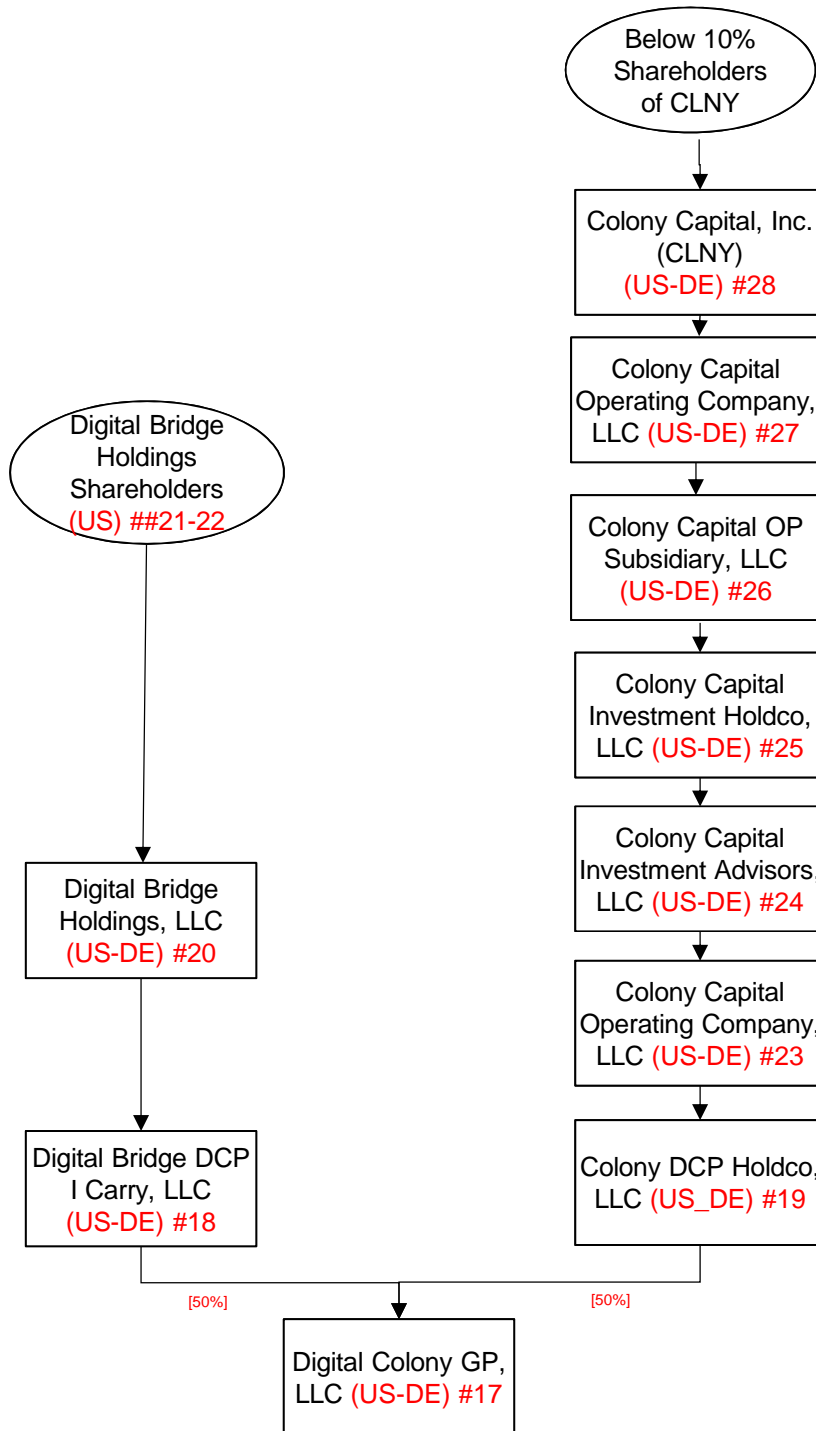 Below 10%
Shareholders
of CLNY
Colony Capital, Inc.
(CLNY)
(US-DE) #28
Colony Capital
Operating Company,
LLC (US-DE) #27
Digital Bridge
Holdings
Shareholders
(US) ##21-22
Colony Capital OP
Subsidiary, LLC
(US-DE) #26
Colony Capital
Investment Holdco,
LLC (US-DE) #25
Colony Capital
Investment Advisors,
LLC (US-DE) #24
Digital Bridge
Holdings, LLC
(US-DE) #20
Colony Capital
Operating Company,
LLC (US-DE) #23
Digital Bridge DCP
I Carry, LLC
(US-DE) #18
Colony DCP Holdco,
LLC (US_DE) #19
[50%]
[50%]
Digital Colony GP,
LLC (US-DE) #17